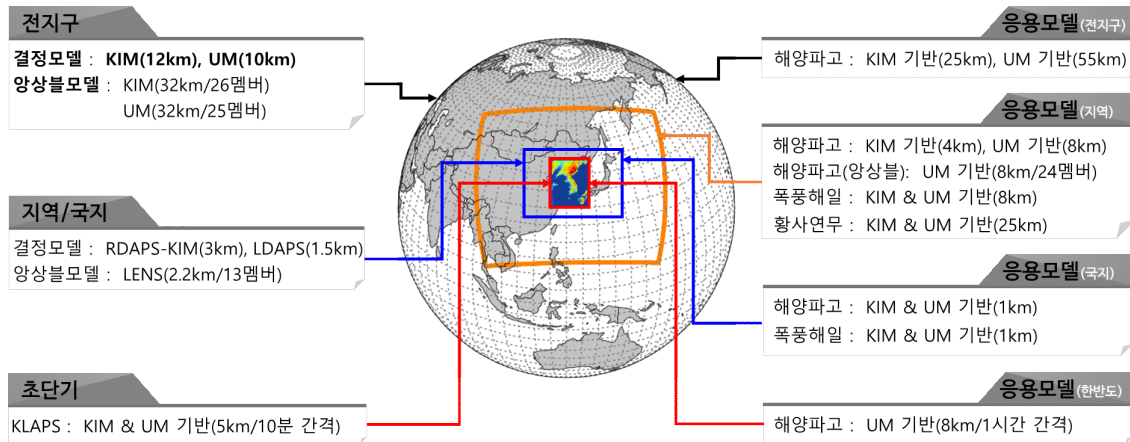 전지구
결정모델 : KIM(12km), UM(10km)
앙상블모델 : KIM(32km/26멤버)
UM(32km/25멤버)
지역/국지
결정모델 : RDAPS-KIM(3km), LDAPS(1.5km)
앙상블모델 : LENS(2.2km/13멤버)
초단기
KLAPS : KIM & UM 기반(5km/10분 간격)
응용모델(전지구)
해양파고 : KIM 기반(25km), UM 기반(55km)
응용모델(지역)
해양파고 : KIM 기반(4km), UM 기반(8km)
해양파고(앙상블): UM 기반(8km/24멤버)
폭풍해일 : KIM & UM 기반(8km)
황사연무 : KIM & UM 기반(25km)
응용모델(국지)
해양파고 : KIM & UM 기반(1km)
폭풍해일 : KIM & UM 기반(1km)
응용모델(한반도)
해양파고 : UM 기반(8km/1시간 간격)